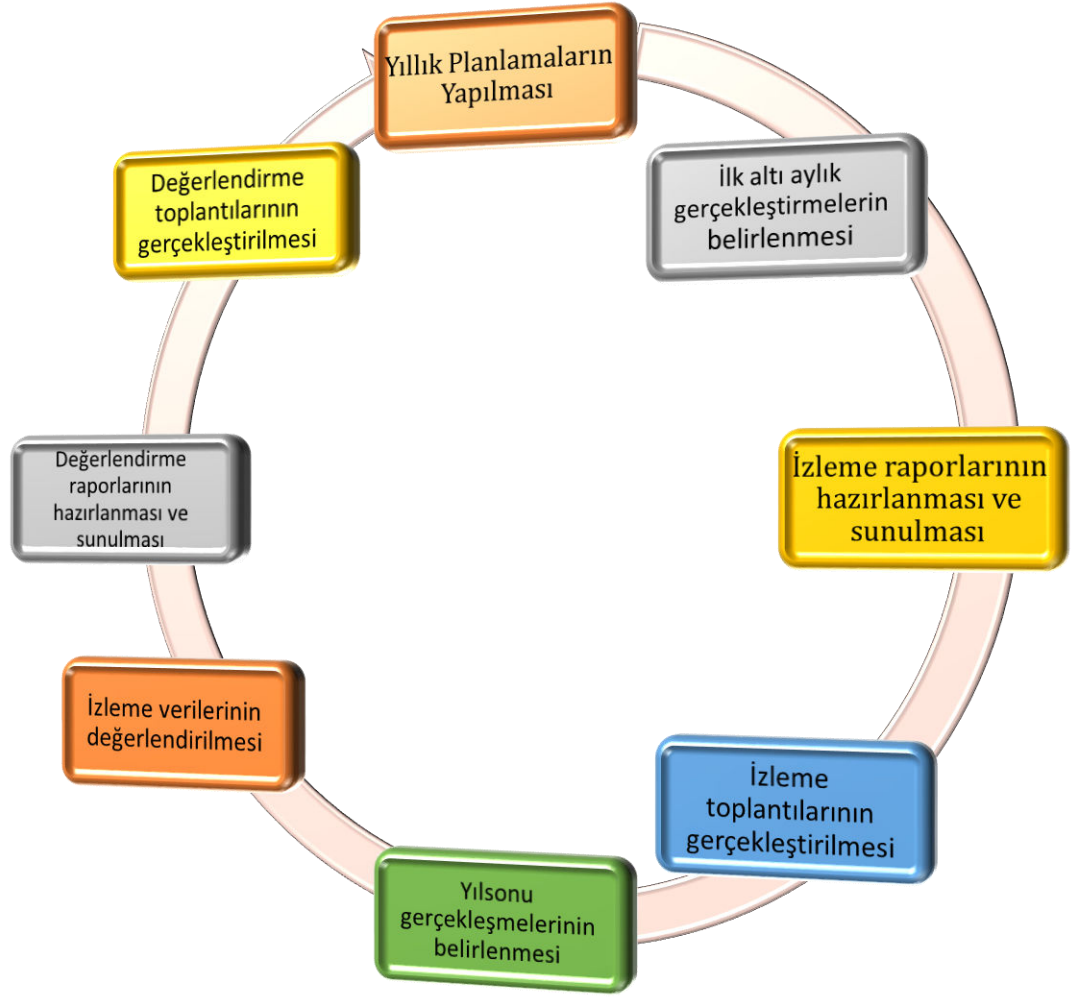 Yıllık Planlamaların
Yapılması
İlk altı aylık
gerçekleştirmelerin
belirlenmesi
İzleme raporlarının
hazırlanması ve
sunulması
İzleme
toplantılarının
gerçekleştirilmesi
Yılsonu
gerçekleşmelerinin
belirlenmesi
İzleme verilerinin
değerlendirilmesi
Değerlendirme
raporlarının
hazırlanması ve
sunulması
Değerlendirme
toplantılarının
gerçekleştirilmesi